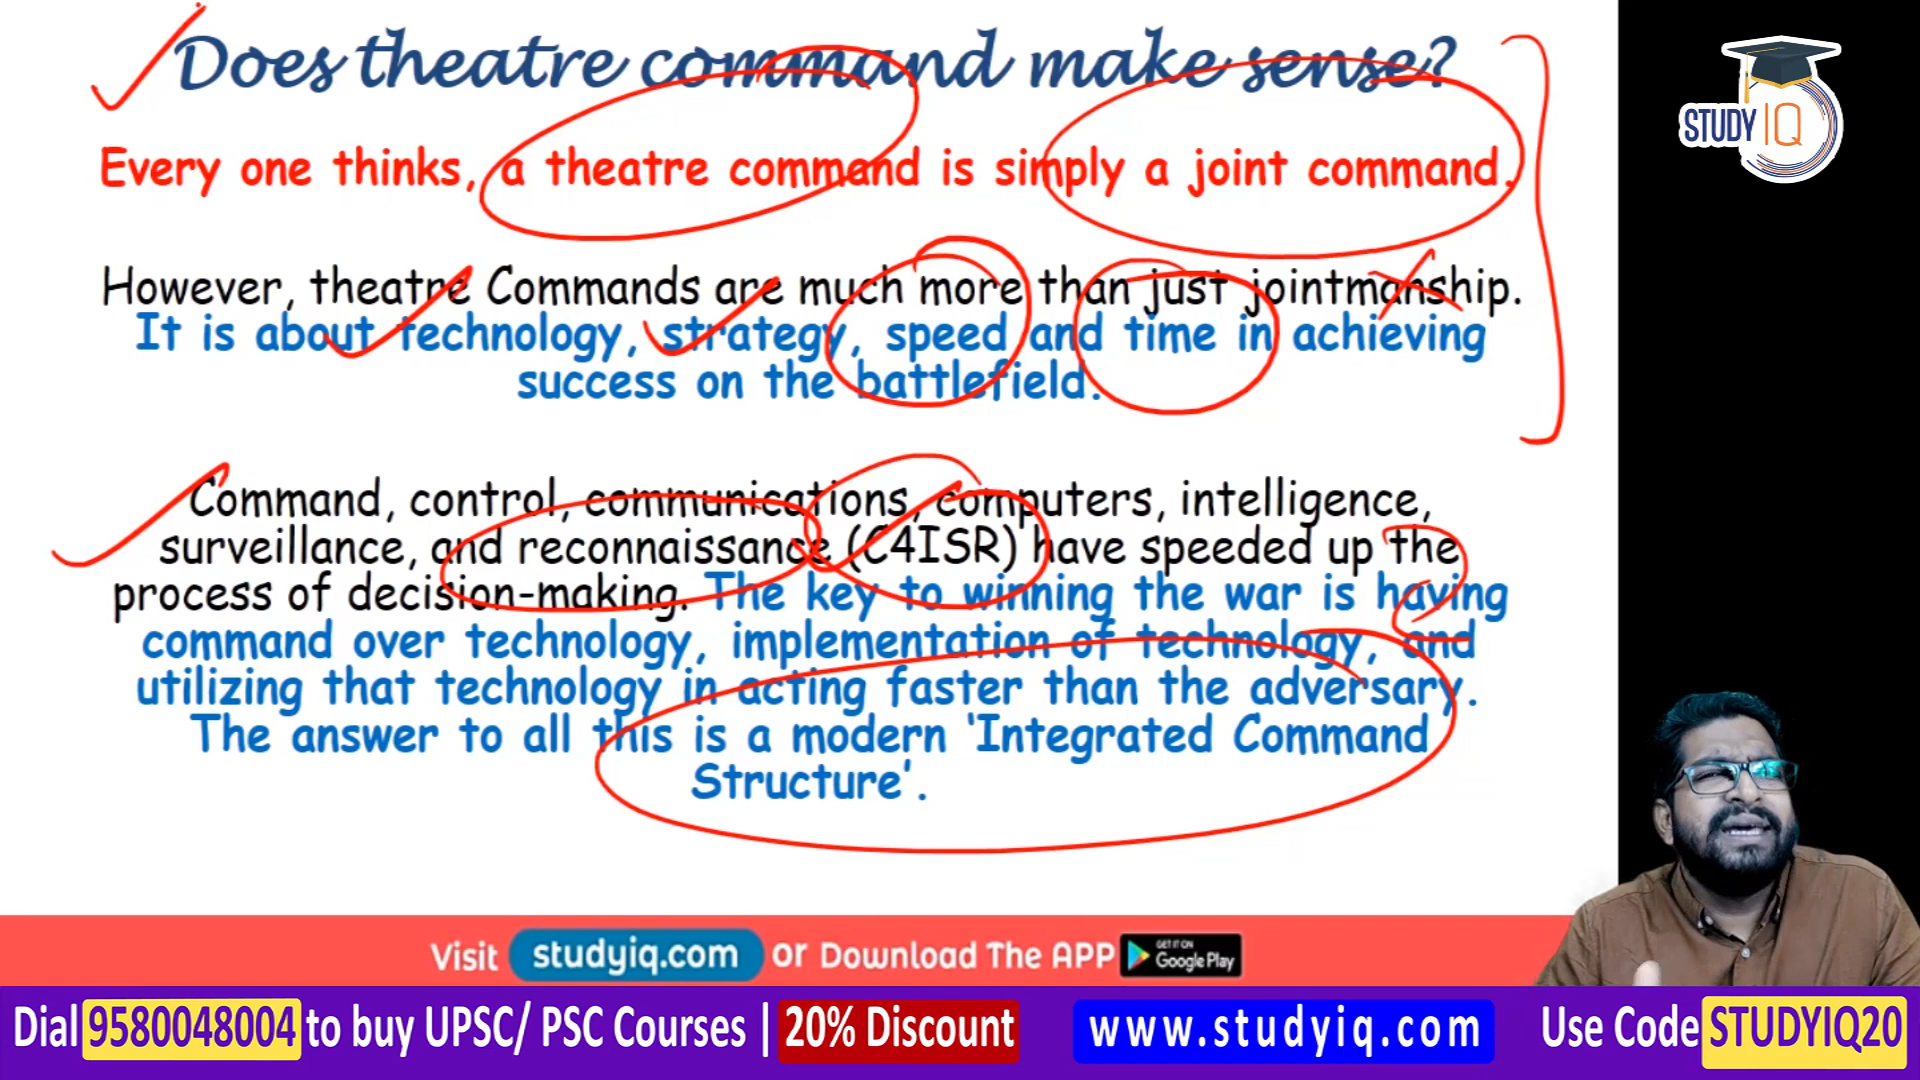 Does theatre command make sense?
STUDY IQ
Every one thinks, a theatre command is simply a joint command.
However, theatre Commands are much more than just jointmanship.
It is about technology, strategy, speed and time in achieving
success on the battlefield.
Command, control, communications, computers, intelligence,
surveillance, and reconnaissance (C4ISR) have speeded up the
process of decision-making. The key to winning the war is having
command over technology, implementation of technology, and
utilizing that technology in acting faster than the adversary.
The answer to all this is a modern 'Integrated Command
Structure'.
Visit studyiq.com or Download The APP GET IT ON Google Play
Dial 9580048004 to buy UPSC/ PSC Courses | 20% Discount www.studyiq.com Use Code STUDYIQ20